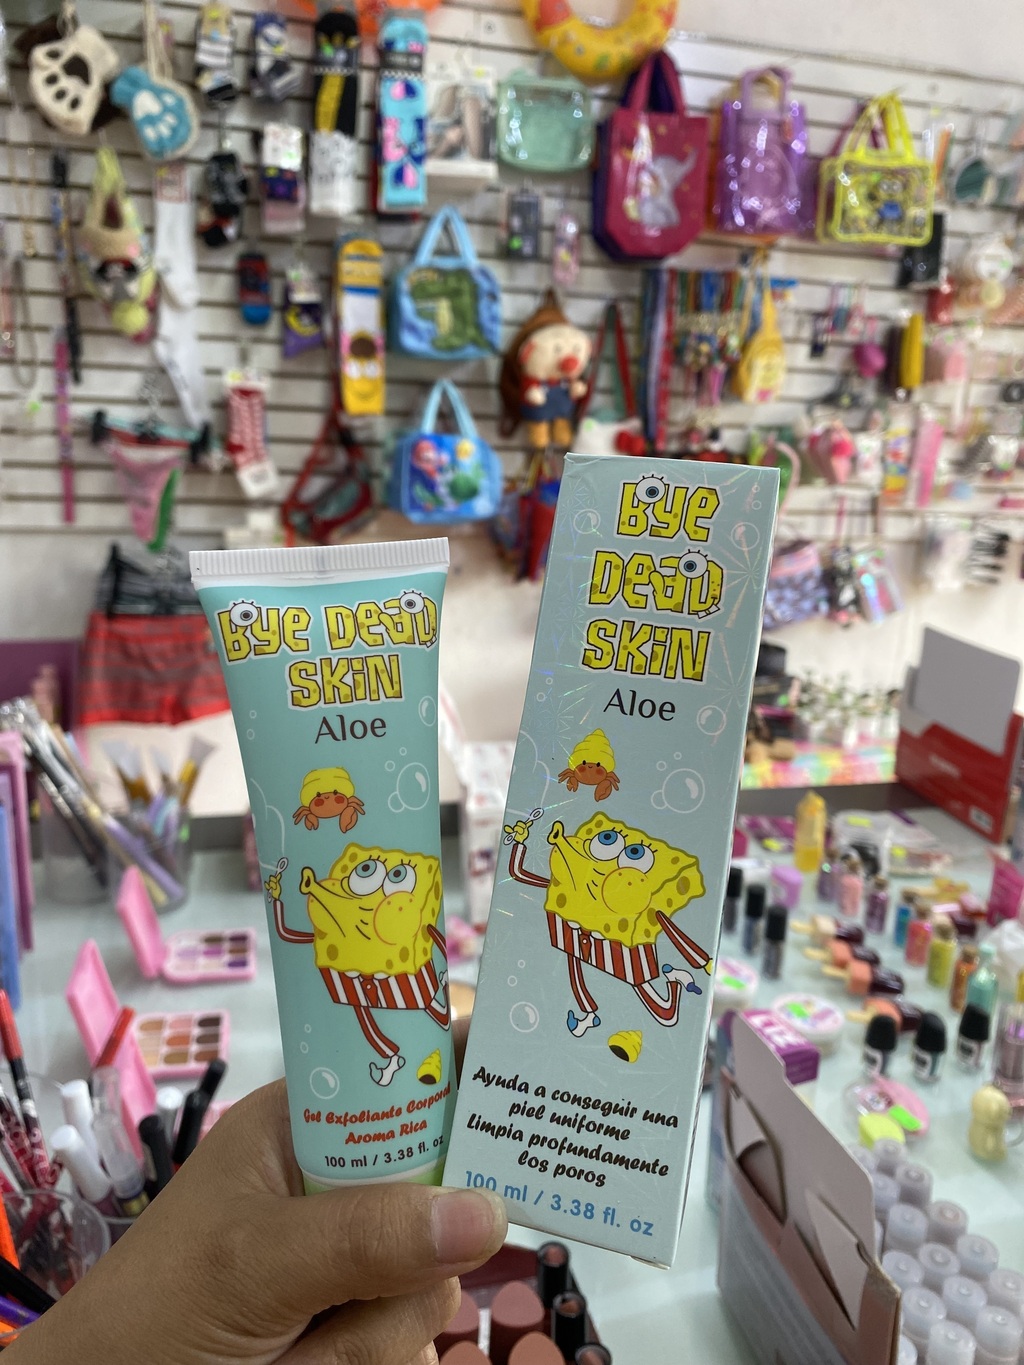 Bye Dead
Skin
Aloe
Gel Exfoliante Corporal
Aroma Rica
100 ml / 3.38 fl. oz
Bye
Dead
Skin
Aloe
Ayuda a conseguir una
piel uniforme
Limpia profundamente
los poros
100 ml / 3.38 fl. oz